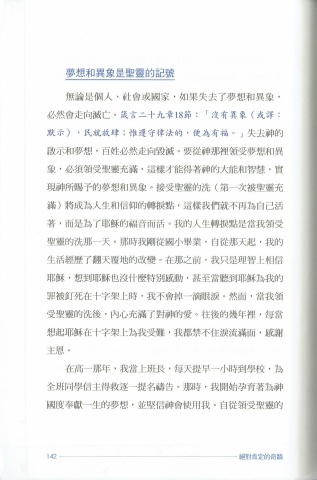 夢想和異象是聖靈的記號
無論是個人、社會或國家，如果失去了夢想和異象，
必然會走向滅亡。箴言二十九章18節：「沒有異象（或譯：
默示），民就放肆；惟遵守律法的，便為有福。」失去神的
啟示和夢想，百姓必然走向毀滅。要從神那裡領受夢想和異
象，必須領受聖靈充滿，這樣才能得著神的大能和智慧，實
現神所賜予的夢想和異象。接受聖靈的洗（第一次被聖靈充
滿）將成為人生和信仰的轉捩點，這樣我們就不再為自己活
著，而是為了耶穌的福音而活。我的人生轉捩點是當我領受
聖靈的洗那一天。那時我剛從國小畢業，自從那天起，我的
生活經歷了翻天覆地的改變。在那之前，我只是理智上相信
耶穌，想到耶穌也沒什麼特別感動，甚至當聽到耶穌為我的
罪被釘死在十字架上時，我不會掉一滴眼淚。然而，當我領
受聖靈的洗後，內心充滿了對神的愛。往後的幾年裡，每當
想起耶穌在十字架上為我受難，我都禁不住淚流滿面，感謝
主恩。
在高一那年，我當上班長，每天提早一小時到學校，為
全班同學信主得救逐一提名禱告。那時，我開始孕育著為神
國度奉獻一生的夢想，並堅信神會使用我。自從領受聖靈的
142
絕對肯定的奇蹟